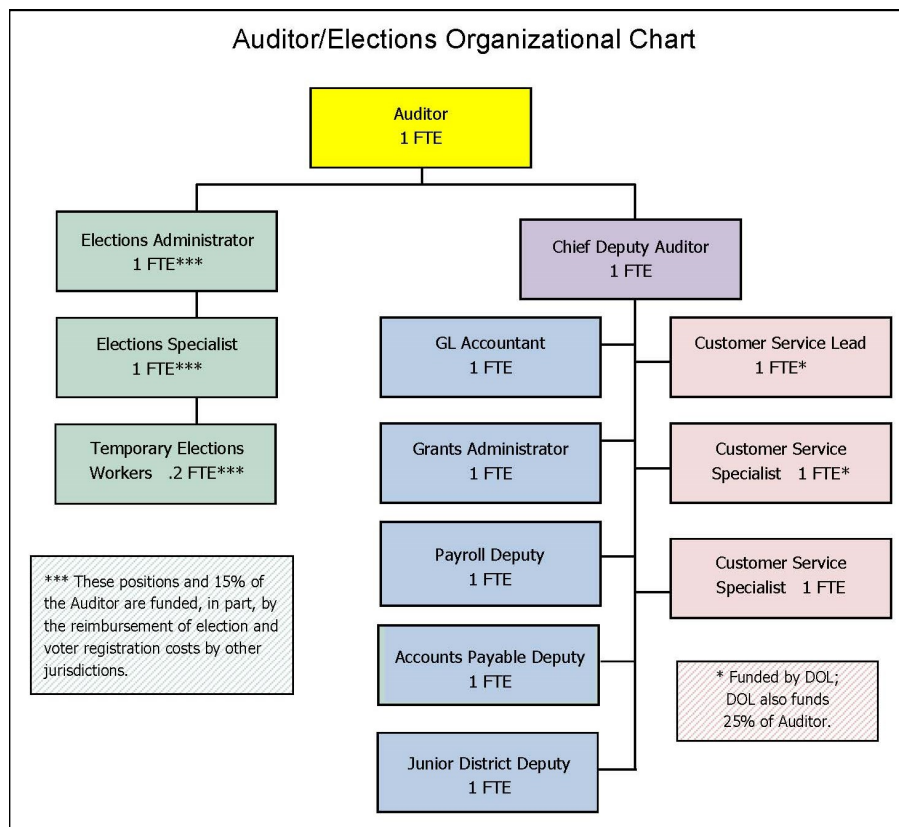 Auditor/Elections Organizational Chart
Auditor
1 FTE
Elections Administrator
1 FTE***
Chief Deputy Auditor
1 FTE
Elections Specialist
1 FTE***
Temporary Elections
Workers .2 FTE***
GL Accountant
1 FTE
Grants Administrator
1 FTE
Payroll Deputy
1 FTE
Accounts Payable Deputy
1 FTE
Junior District Deputy
1 FTE
Customer Service Lead
1 FTE*
Customer Service
Specialist 1 FTE*
Customer Service
Specialist 1 FTE
*** These positions and 15% of
the Auditor are funded, in part, by
the reimbursement of election and
voter registration costs by other
jurisdictions.
* Funded by DOL;
DOL also funds
25% of Auditor.